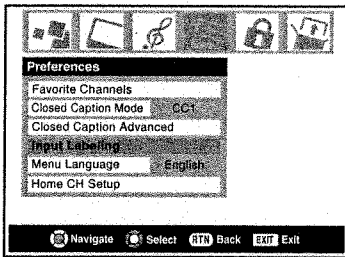 Preferences
Favorite Channels
Closed Caption Mode CC1
Closed Caption Advanced
Input Labeling
Menu Language English
Home CH Setup
Navigate Select RTN Back EXIT Exit